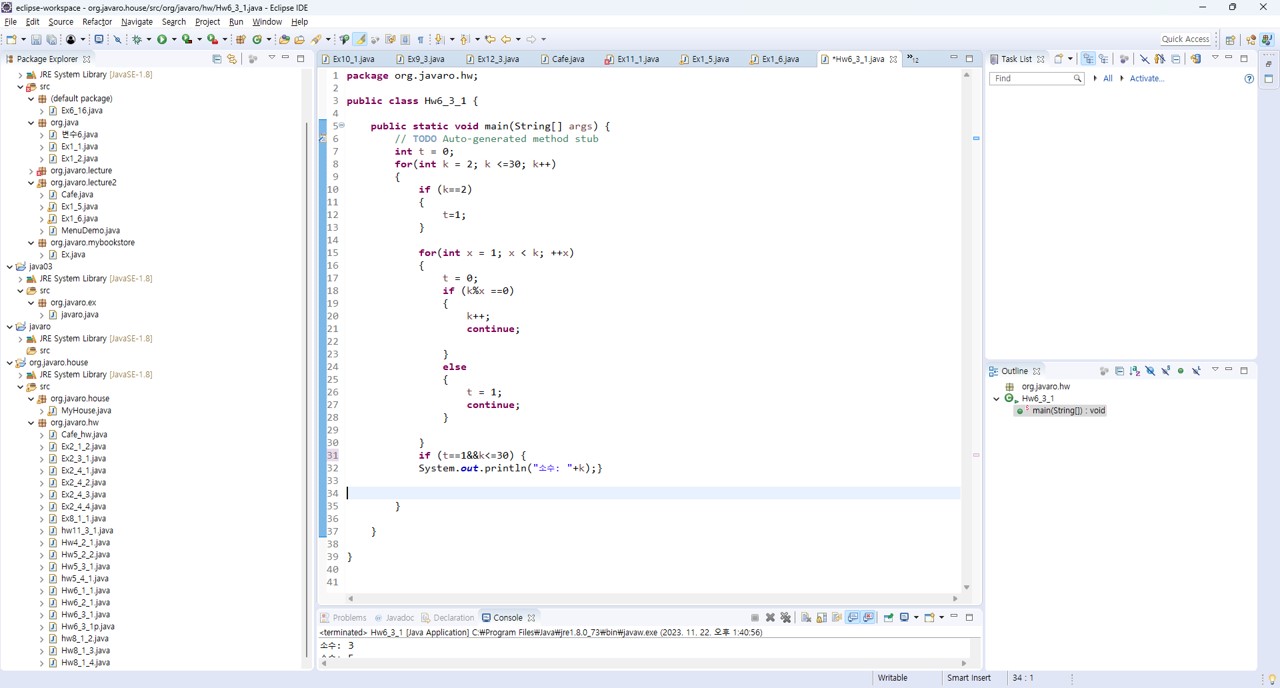 eclipse-workspace - org.javaro.house/src/org/javaro/hw/Hw6_3_1.java - Eclipse IDE
File Edit Source Refactor Navigate Search Project Run Window Help
Quick Access
Package Explorer
JRE System Library [JavaSE-1.8]
src
(default package)
Ex6_16.java
org.java
변수6.java
Ex1_1.java
Ex1_2.java
org.javaro.lecture
org.javaro.lecture2
Cafe.java
Ex1_5.java
Ex1_6.java
MenuDemo.java
org.javaro.mybookstore
Ex.java
java03
JRE System Library [JavaSE-1.8]
src
org.javaro.ex
javaro.java
javaro
JRE System Library [JavaSE-1.8]
src
org.javaro.house
JRE System Library [JavaSE-1.8]
src
org.javaro.house
MyHouse.java
org.javaro.hw
Cafe_hw.java
Ex2_1_2.java
Ex2_3_1.java
Ex2_4_1.java
Ex2_4_2.java
Ex2_4_3.java
Ex2_4_4.java
Ex8_1_1.java
hw11_3_1.java
Hw4_2_1.java
Hw5_2_2.java
Hw5_3_1.java
hw5_4_1.java
Hw6_1_1.java
Hw6_2_1.java
Hw6_3_1.java
Hw6_3_1p.java
hw8_1_2.java
Hw8_1_3.java
Hw8_1_4.java
Ex10_1.java Ex9_3.java Ex12_3.java Cafe.java Ex11_1.java Ex1_5.java Ex1_6.java *Hw6_3_1.java »12
1 package org.javaro.hw;
2
3 public class Hw6_3_1 {
4
5 public static void main(String[] args) {
6 // TODO Auto-generated method stub
7 int t = 0;
8 for(int k = 2; k <=30; k++)
9 {
10 if (k==2)
11 {
12 t=1;
13 }
14
15 for(int x = 1; x < k; ++x)
16 {
17 t = 0;
18 if (k%x ==0)
19 {
20 k++;
21 continue;
22
23 }
24 else
25 {
26 t = 1;
27 continue;
28 }
29
30 }
31 if (t==1&&k<=30) {
32 System.out.println("소수: "+k);}
33
34
35 }
36
37 }
38
39 }
40
41
Problems Javadoc Declaration Console
<terminated> Hw6_3_1 [Java Application] C:₩Program Files₩Java₩jre1.8.0_73₩bin₩javaw.exe (2023. 11. 22. 오후 1:40:56)
소수: 3
Task List
Find All Activate...
Outline
org.javaro.hw
Hw6_3_1
main(String[]) : void
Writable Smart Insert 34 : 1